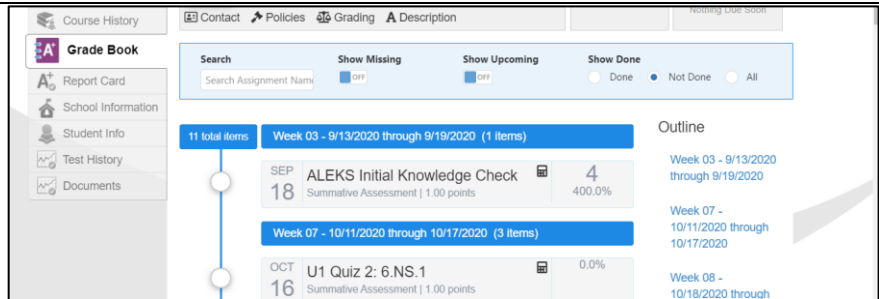 Course History
Contact Policies Grading A Description
Nothing Due Soon
A+ Grade Book
Report Card
School Information
Student Info
Test History
Documents
Search Show Missing Show Upcoming Show Done
Search Assignment Name OFF OFF Done Not Done All
11 total items Week 03 - 9/13/2020 through 9/19/2020 (1 items)
SEP
18
ALEKS Initial Knowledge Check
Summative Assessment | 1.00 points
4
400.0%
Week 07 - 10/11/2020 through 10/17/2020 (3 items)
OCT
16
U1 Quiz 2: 6.NS.1
Summative Assessment | 1.00 points
0.0%
Outline
Week 03 - 9/13/2020
through 9/19/2020
Week 07 -
10/11/2020 through
10/17/2020
Week 08 -
10/18/2020 through